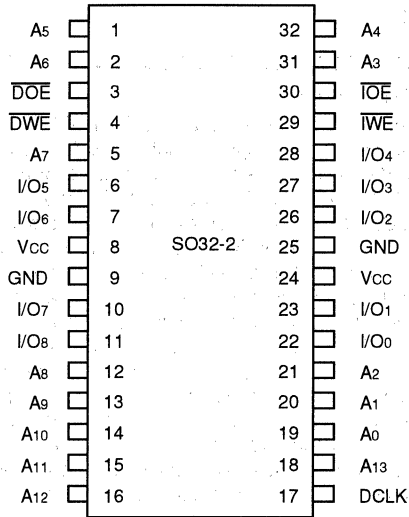 A5 1 32 A4
A6 2 31 A3
DOE 3 30 IOE
DWE 4 29 IWE
A7 5 28 I/O4
I/O5 6 27 I/O3
I/O6 7 26 I/O2
VCC 8 SO32-2 25 GND
GND 9 24 VCC
I/O7 10 23 I/O1
I/O8 11 22 I/O0
A8 12 21 A2
A9 13 20 A1
A10 14 19 A0
A11 15 18 A13
A12 16 17 DCLK